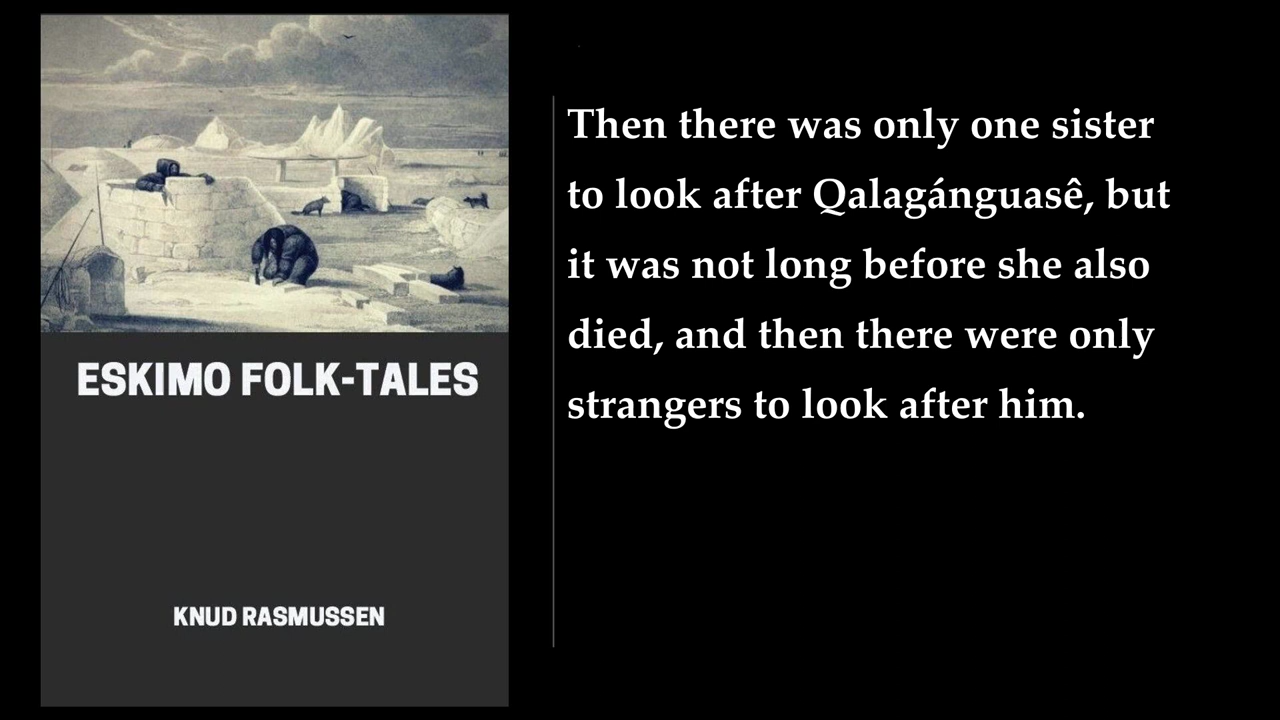 ESKIMO FOLK-TALES
KNUD RASMUSSEN
Then there was only one sister
to look after Qalagánguasê, but
it was not long before she also
died, and then there were only
strangers to look after him.